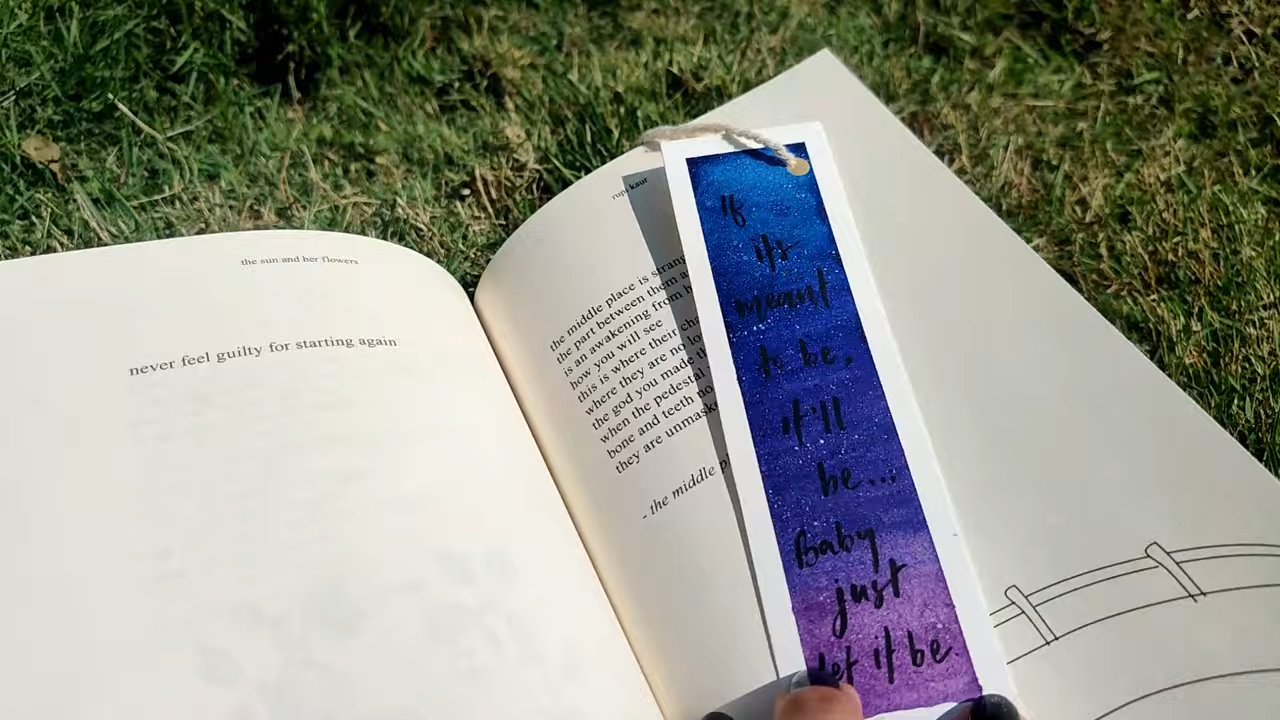 the sun and her flowers
never feel guilty for starting again
rupi kaur
the middle place is strang
the part between them a
is an awakening from h
how you will see
this is where their cha
where they are no lo
the god you made th
when the pedestal
bone and teeth no
they are unmask
- the middle pl
If
it's
meant
to be,
it'll
be...
Baby
just
let it be.